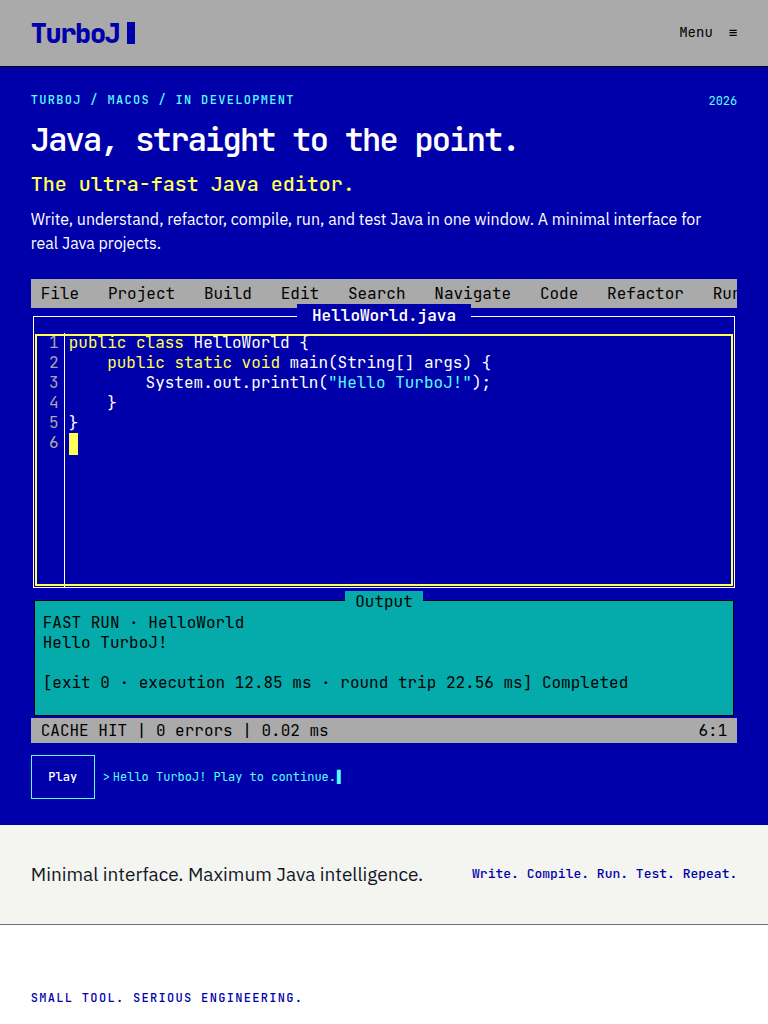 TurboJ
Menu ≡
TURBOJ / MACOS / IN DEVELOPMENT
2026
Java, straight to the point.
The ultra-fast Java editor.
Write, understand, refactor, compile, run, and test Java in one window. A minimal interface for
real Java projects.
File Project Build Edit Search Navigate Code Refactor Run
HelloWorld.java
1 public class HelloWorld {
2     public static void main(String[] args) {
3         System.out.println("Hello TurboJ!");
4     }
5 }
6
Output
FAST RUN · HelloWorld
Hello TurboJ!
[exit 0 · execution 12.85 ms · round trip 22.56 ms] Completed
CACHE HIT | 0 errors | 0.02 ms 6:1
Play > Hello TurboJ! Play to continue.
Minimal interface. Maximum Java intelligence.
Write. Compile. Run. Test. Repeat.
SMALL TOOL. SERIOUS ENGINEERING.